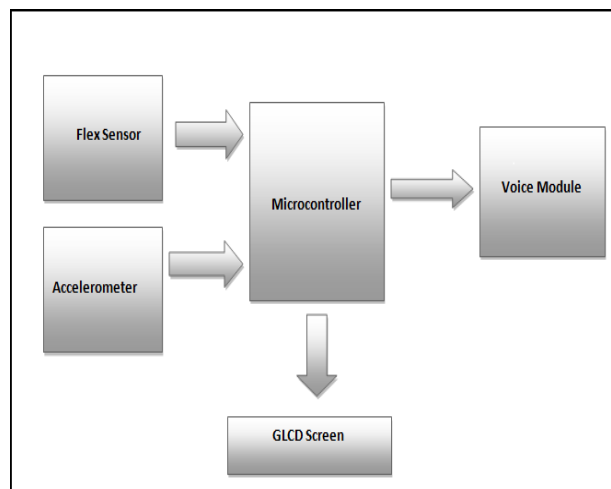 Flex Sensor
Microcontroller
Voice Module
Accelerometer
GLCD Screen